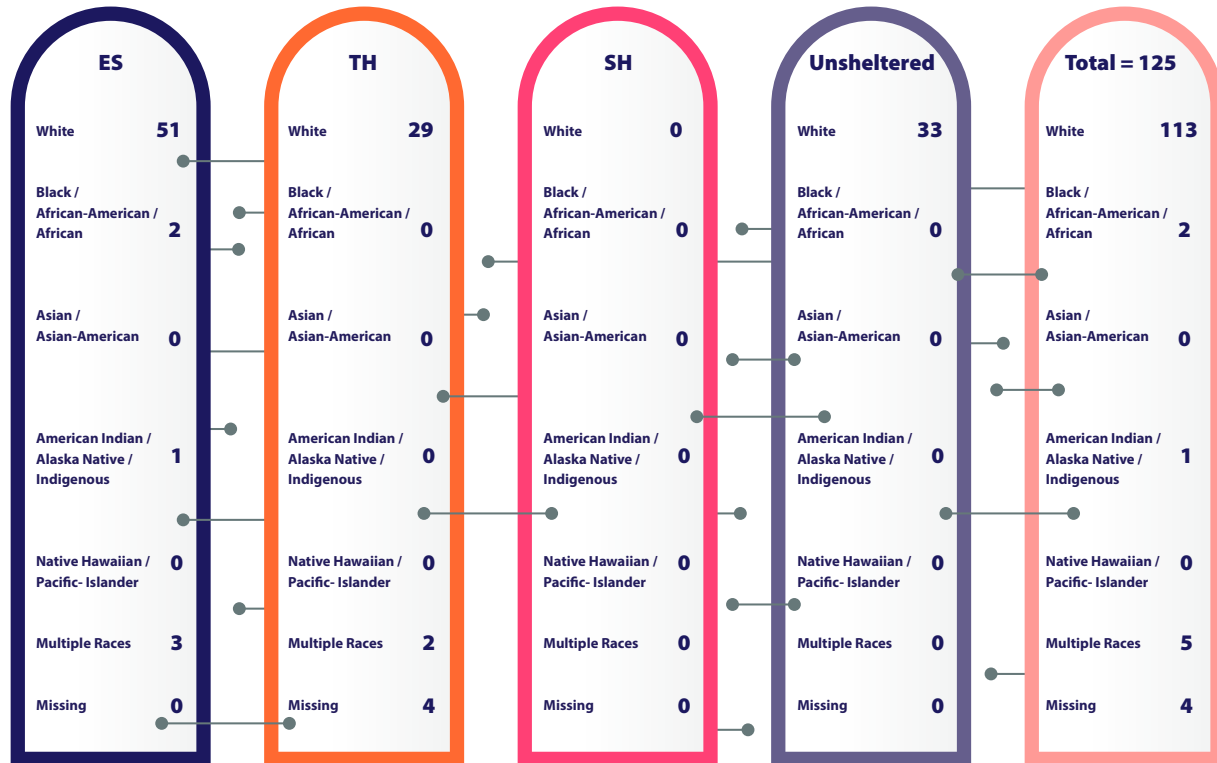 ES
White 51
Black /
African-American /
African 2
Asian /
Asian-American 0
American Indian /
Alaska Native / 1
Indigenous
Native Hawaiian / 0
Pacific- Islander
Multiple Races 3
Missing 0
TH
White 29
Black /
African-American /
African 0
Asian /
Asian-American 0
American Indian /
Alaska Native / 0
Indigenous
Native Hawaiian / 0
Pacific- Islander
Multiple Races 2
Missing 4
SH
White 0
Black /
African-American /
African 0
Asian /
Asian-American 0
American Indian /
Alaska Native / 0
Indigenous
Native Hawaiian / 0
Pacific- Islander
Multiple Races 0
Missing 0
Unsheltered
White 33
Black /
African-American /
African 0
Asian /
Asian-American 0
American Indian /
Alaska Native / 0
Indigenous
Native Hawaiian / 0
Pacific- Islander
Multiple Races 0
Missing 0
Total = 125
White 113
Black /
African-American /
African 2
Asian /
Asian-American 0
American Indian /
Alaska Native / 1
Indigenous
Native Hawaiian / 0
Pacific- Islander
Multiple Races 5
Missing 4